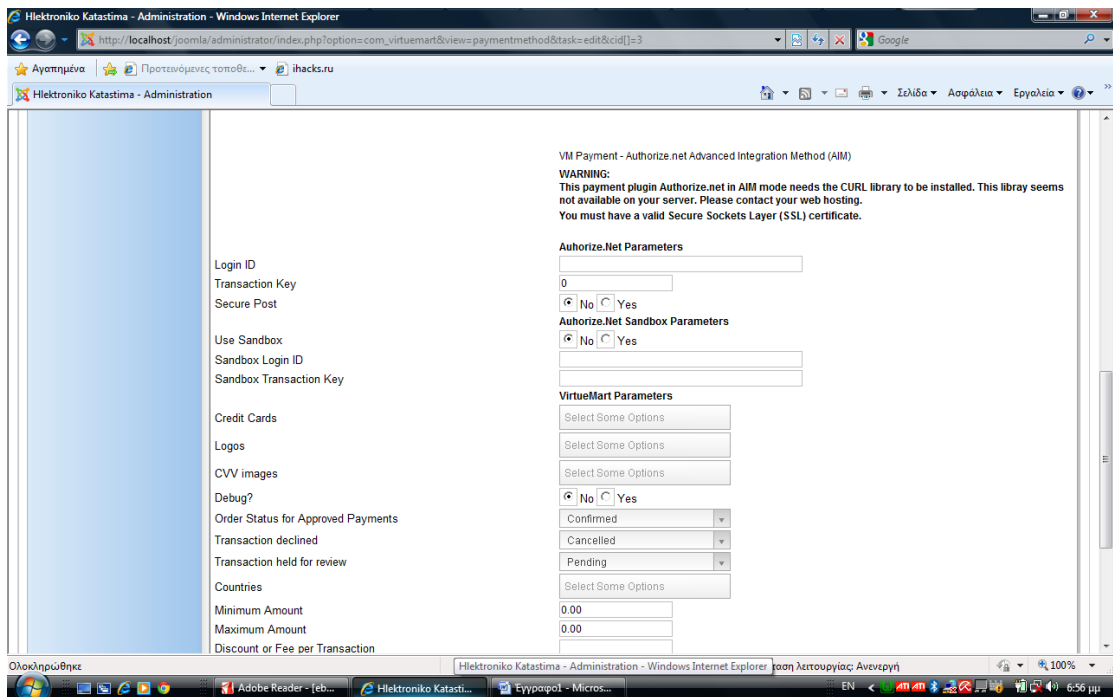 Hlektroniko Katastima - Administration - Windows Internet Explorer
http://localhost/joomla/administrator/index.php?option=com_virtuemart&view=paymentmethod&task=edit&cid[]=3
Google
Αγαπημένα Προτεινόμενες τοποθε... ihacks.ru
Hlektroniko Katastima - Administration
Σελίδα Ασφάλεια Εργαλεία
VM Payment - Authorize.net Advanced Integration Method (AIM)
WARNING:
This payment plugin Authorize.net in AIM mode needs the CURL library to be installed. This libray seems
not available on your server. Please contact your web hosting.
You must have a valid Secure Sockets Layer (SSL) certificate.
Auhorize.Net Parameters
Login ID
Transaction Key 0
Secure Post No Yes
Auhorize.Net Sandbox Parameters
Use Sandbox No Yes
Sandbox Login ID
Sandbox Transaction Key
VirtueMart Parameters
Credit Cards Select Some Options
Logos Select Some Options
CVV images Select Some Options
Debug? No Yes
Order Status for Approved Payments Confirmed
Transaction declined Cancelled
Transaction held for review Pending
Countries Select Some Options
Minimum Amount 0.00
Maximum Amount 0.00
Discount or Fee per Transaction
Ολοκληρώθηκε Hlektroniko Katastima - Administration - Windows Internet Explorer ταση λειτουργίας: Ανενεργή 100%
Adobe Reader - [eb... Hlektroniko Katasti... Έγγραφο1 - Micros... EN 6:56 μμ